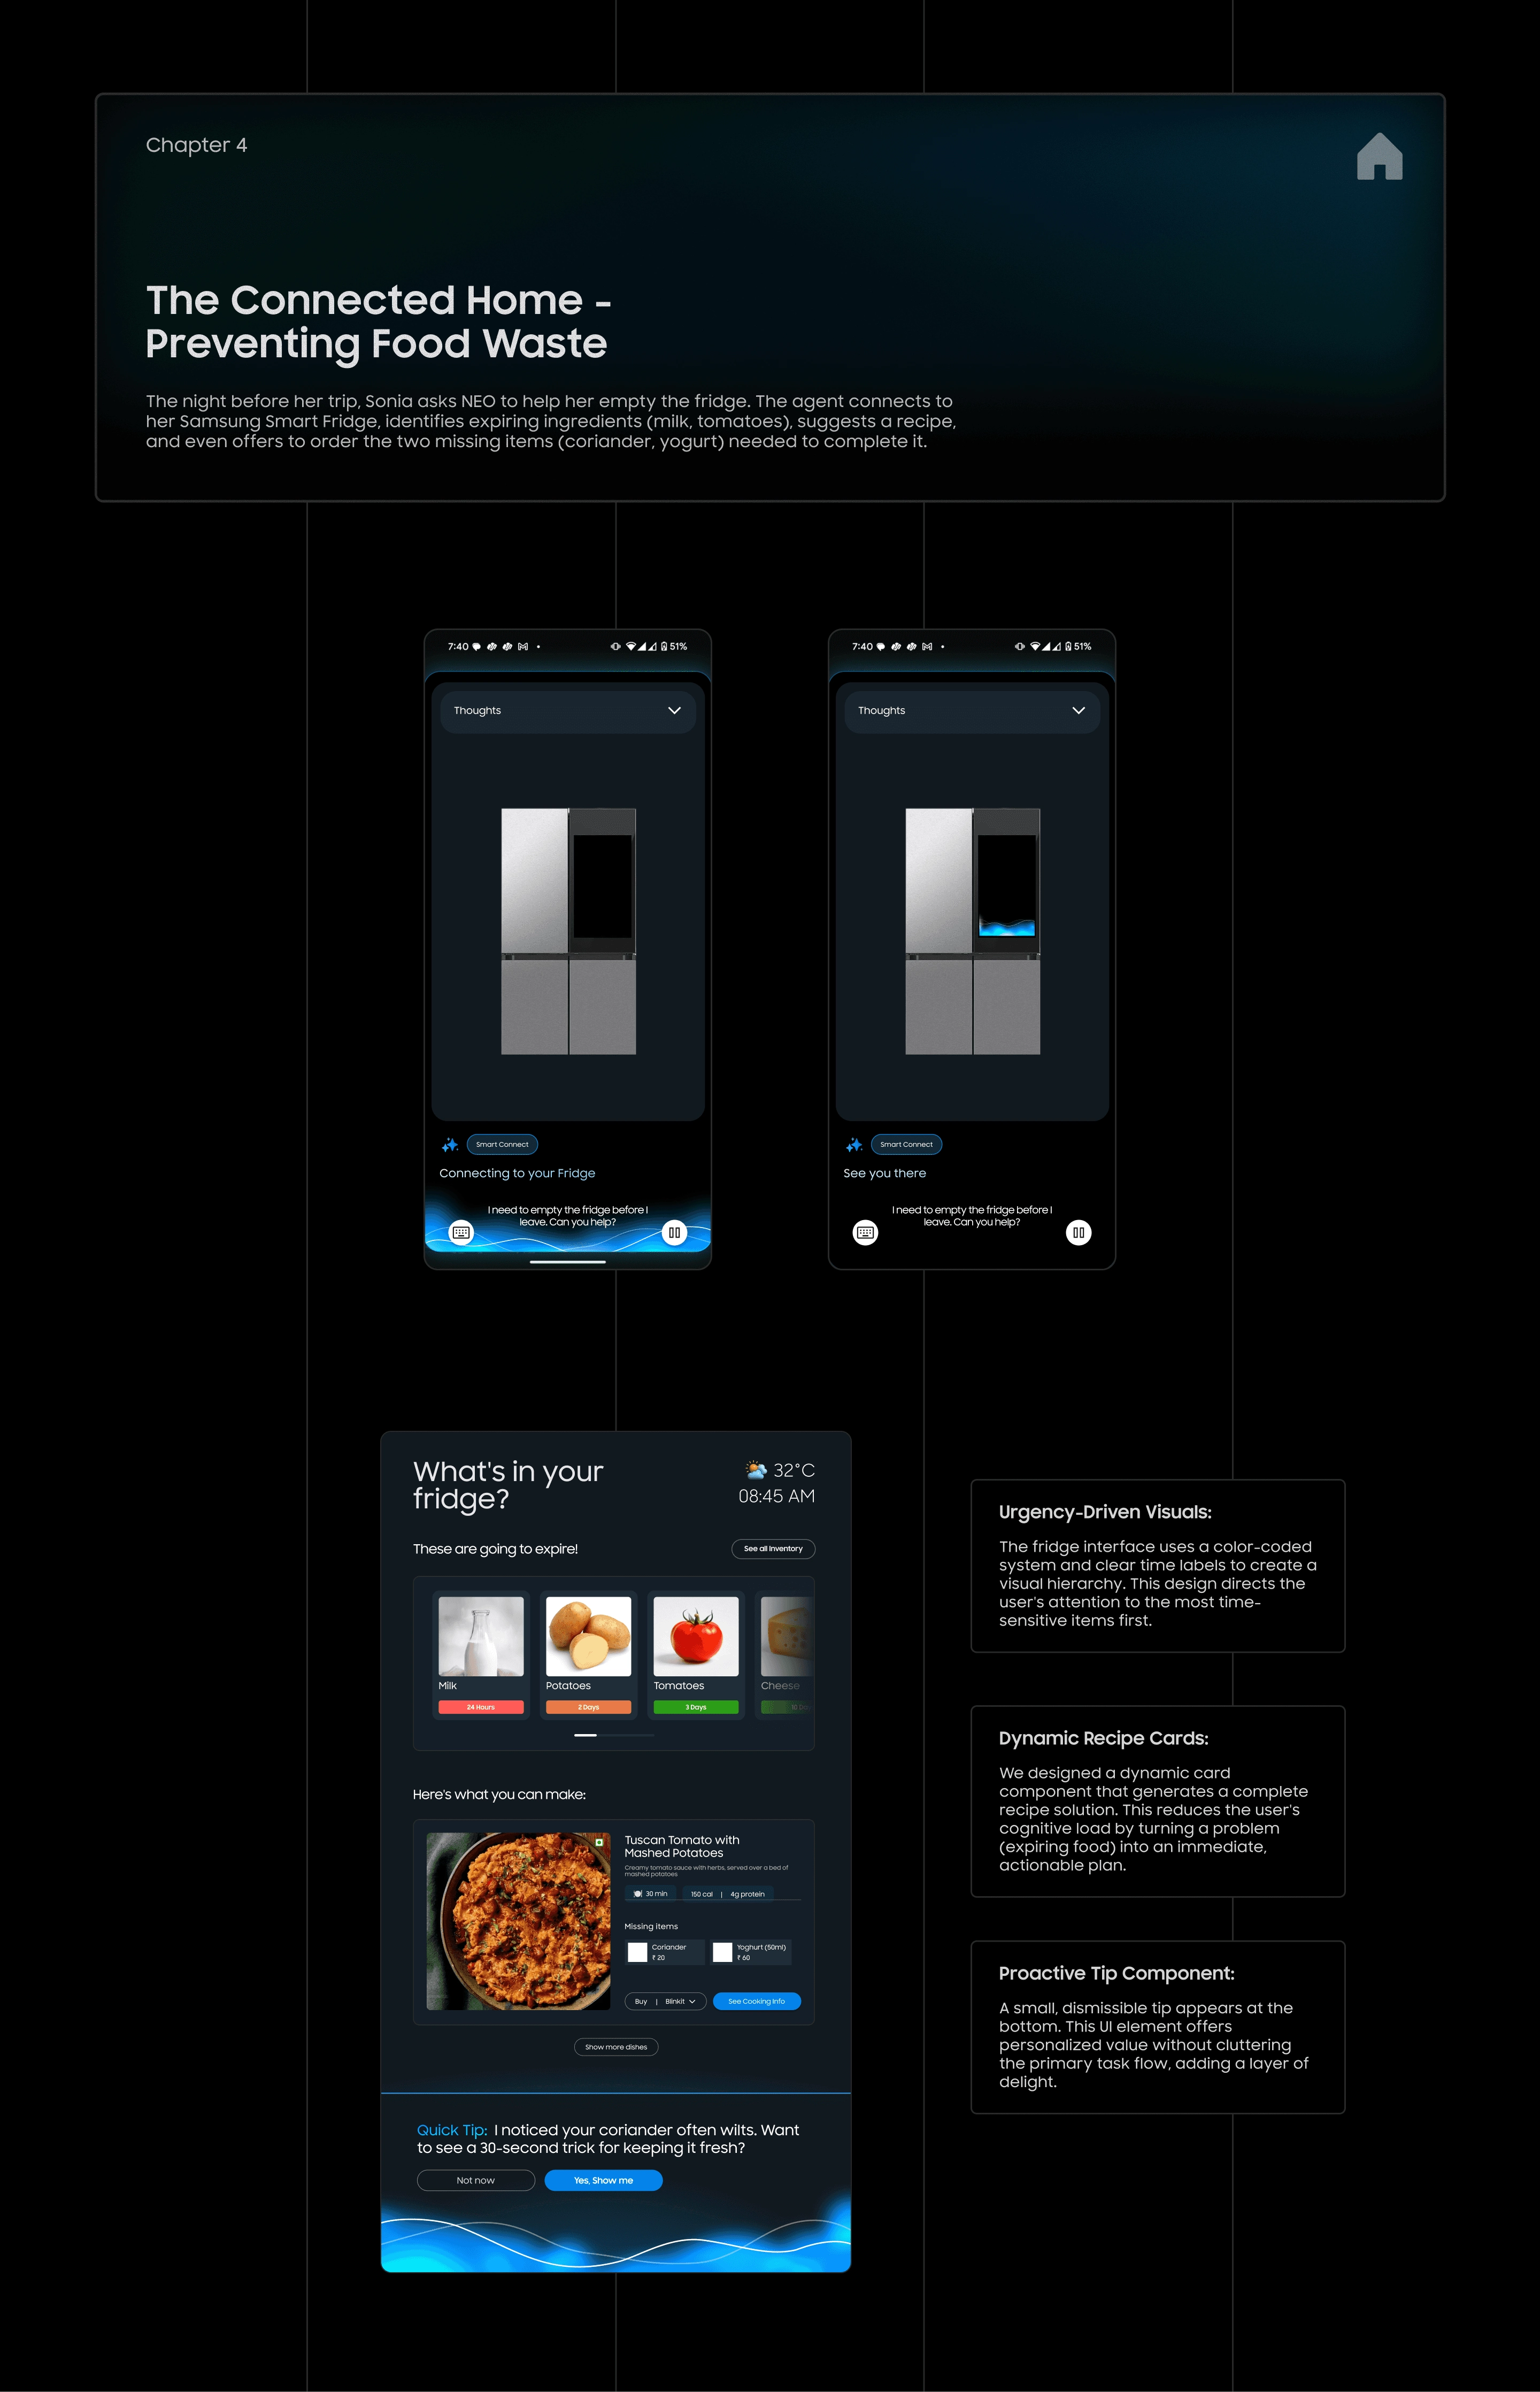 Chapter 4
The Connected Home -
Preventing Food Waste
The night before her trip, Sonia asks NEO to help her empty the fridge. The agent connects to
her Samsung Smart Fridge, identifies expiring ingredients (milk, tomatoes), suggests a recipe,
and even offers to order the two missing items (coriander, yogurt) needed to complete it.
7:40
51%
Thoughts
Smart Connect
Connecting to your Fridge
I need to empty the fridge before I
leave. Can you help?
7:40
51%
Thoughts
Smart Connect
See you there
I need to empty the fridge before I
leave. Can you help?
What's in your
fridge?
32°C
08:45 AM
These are going to expire!
See all Inventory
Milk
24 Hours
Potatoes
2 Days
Tomatoes
3 Days
Cheese
Here's what you can make:
Tuscan Tomato with
Mashed Potatoes
Creamy tomato sauce with herbs, served over a bed of
mashed potatoes
30 min
150 cal | 4g protein
Missing items
Coriander
₹ 20
Yoghurt (50ml)
₹ 60
Buy | Blinkit
See Cooking Info
Show more dishes
Quick Tip: I noticed your coriander often wilts. Want
to see a 30-second trick for keeping it fresh?
Not now
Yes, Show me
Urgency-Driven Visuals:
The fridge interface uses a color-coded
system and clear time labels to create a
visual hierarchy. This design directs the
user's attention to the most time-
sensitive items first.
Dynamic Recipe Cards:
We designed a dynamic card
component that generates a complete
recipe solution. This reduces the user's
cognitive load by turning a problem
(expiring food) into an immediate,
actionable plan.
Proactive Tip Component:
A small, dismissible tip appears at the
bottom. This UI element offers
personalized value without cluttering
the primary task flow, adding a layer of
delight.